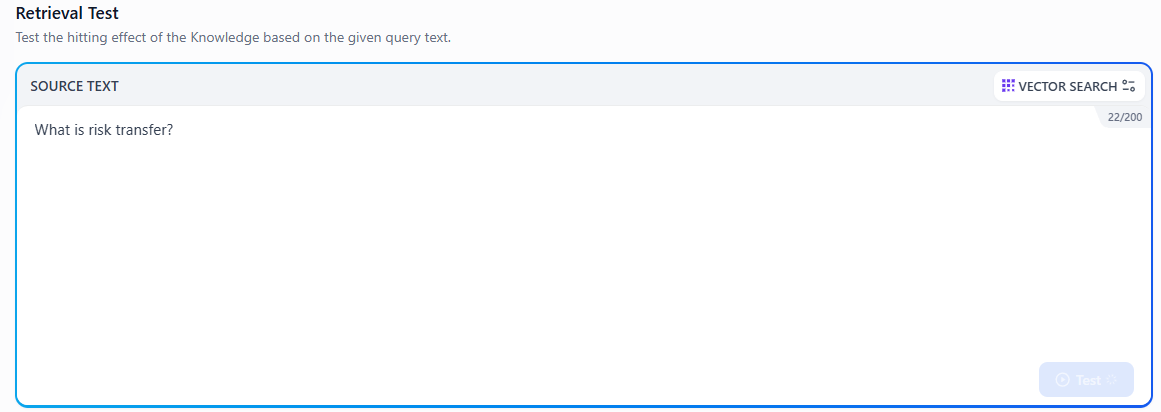 Retrieval Test
Test the hitting effect of the Knowledge based on the given query text.
SOURCE TEXT
VECTOR SEARCH
22/200
What is risk transfer?
Test